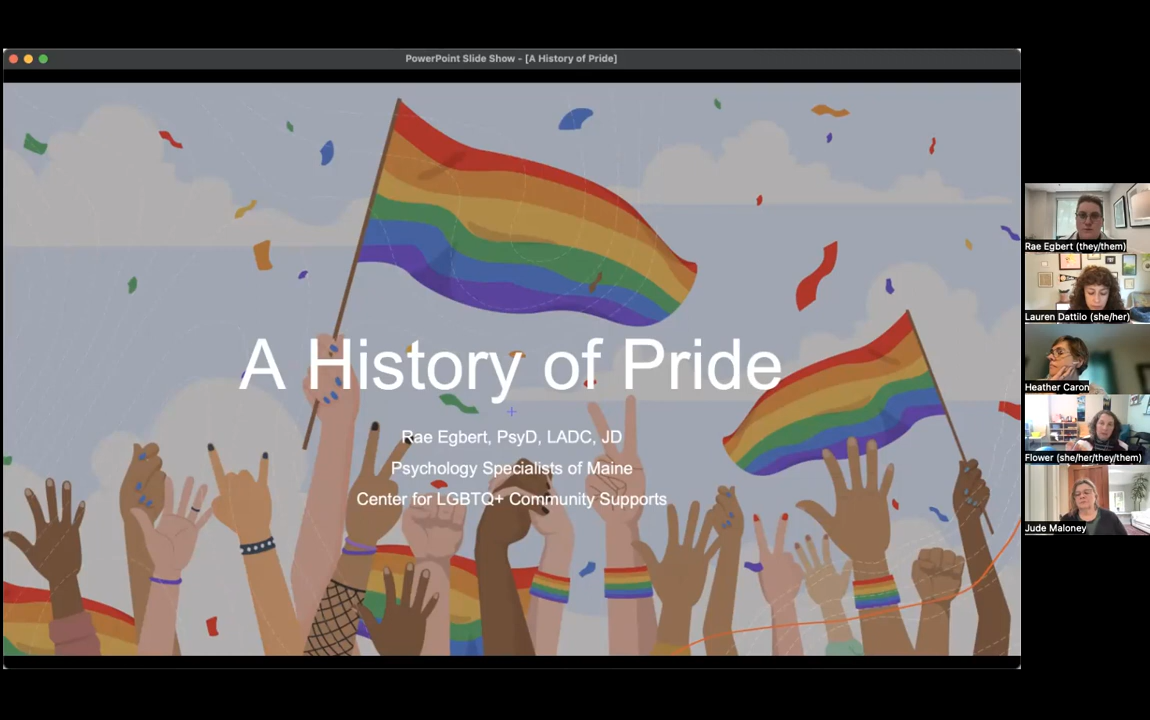 PowerPoint Slide Show - [A History of Pride]
A History of Pride
Rae Egbert, PsyD, LADC, JD
Psychology Specialists of Maine
Center for LGBTQ+ Community Supports
Rae Egbert (they/them)
Lauren Dattilo (she/her)
Heather Caron
Flower (she/her/they/them)
Jude Maloney